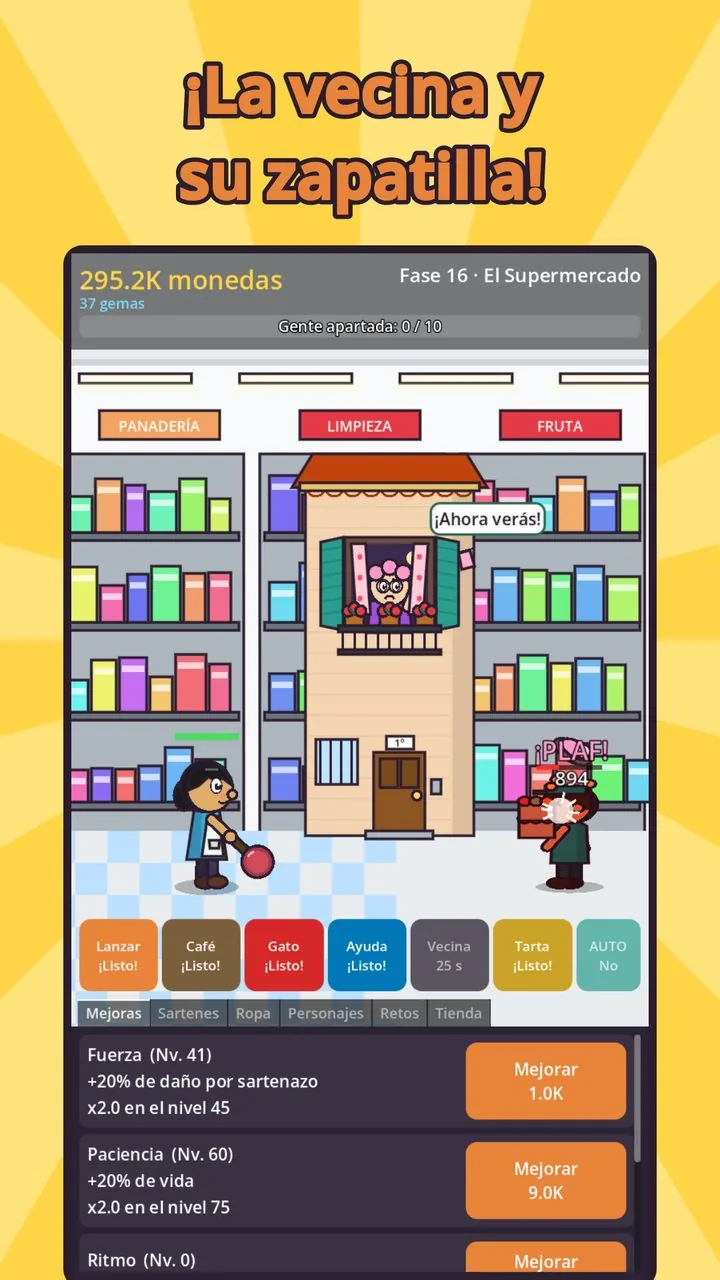 ¡La vecina y
su zapatilla!
295.2K monedas
Fase 16 · El Supermercado
37 gemas
Gente apartada: 0 / 10
PANADERÍA
LIMPIEZA
FRUTA
¡Ahora verás!
1º
¡PLAF!
894
Lanzar
¡Listo!
Café
¡Listo!
Gato
¡Listo!
Ayuda
¡Listo!
Vecina
25 s
Tarta
¡Listo!
AUTO
No
Mejoras
Sartenes
Ropa
Personajes
Retos
Tienda
Fuerza (Nv. 41)
+20% de daño por sartenazo
x2.0 en el nivel 45
Mejorar
1.0K
Paciencia (Nv. 60)
+20% de vida
x2.0 en el nivel 75
Mejorar
9.0K
Ritmo (Nv. 0)
Mejorar